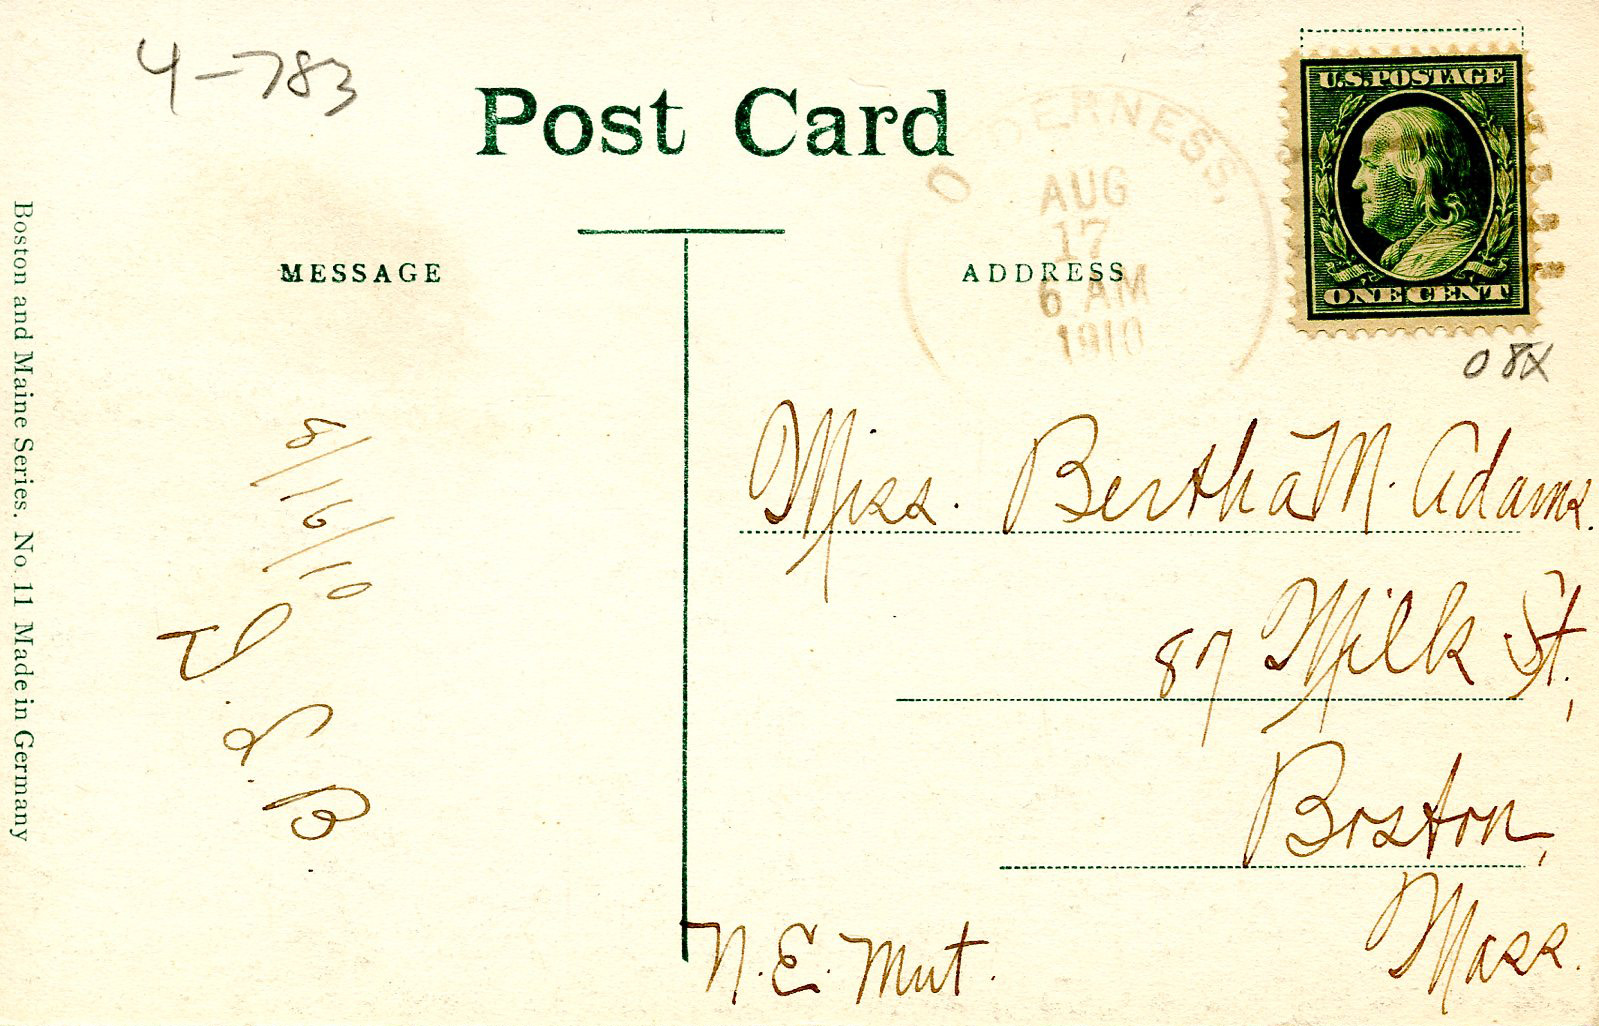 4-783
Post Card
U.S. POSTAGE
ONE CENT
DERNESS.
AUG
17
6 AM
1910
08X
MESSAGE
ADDRESS
Boston and Maine Series. No. 11 Made in Germany
8/16/10
Miss. Bertha M. Adams.
87 Milk St.,
Boston,
Mass.
N. E. Mut.